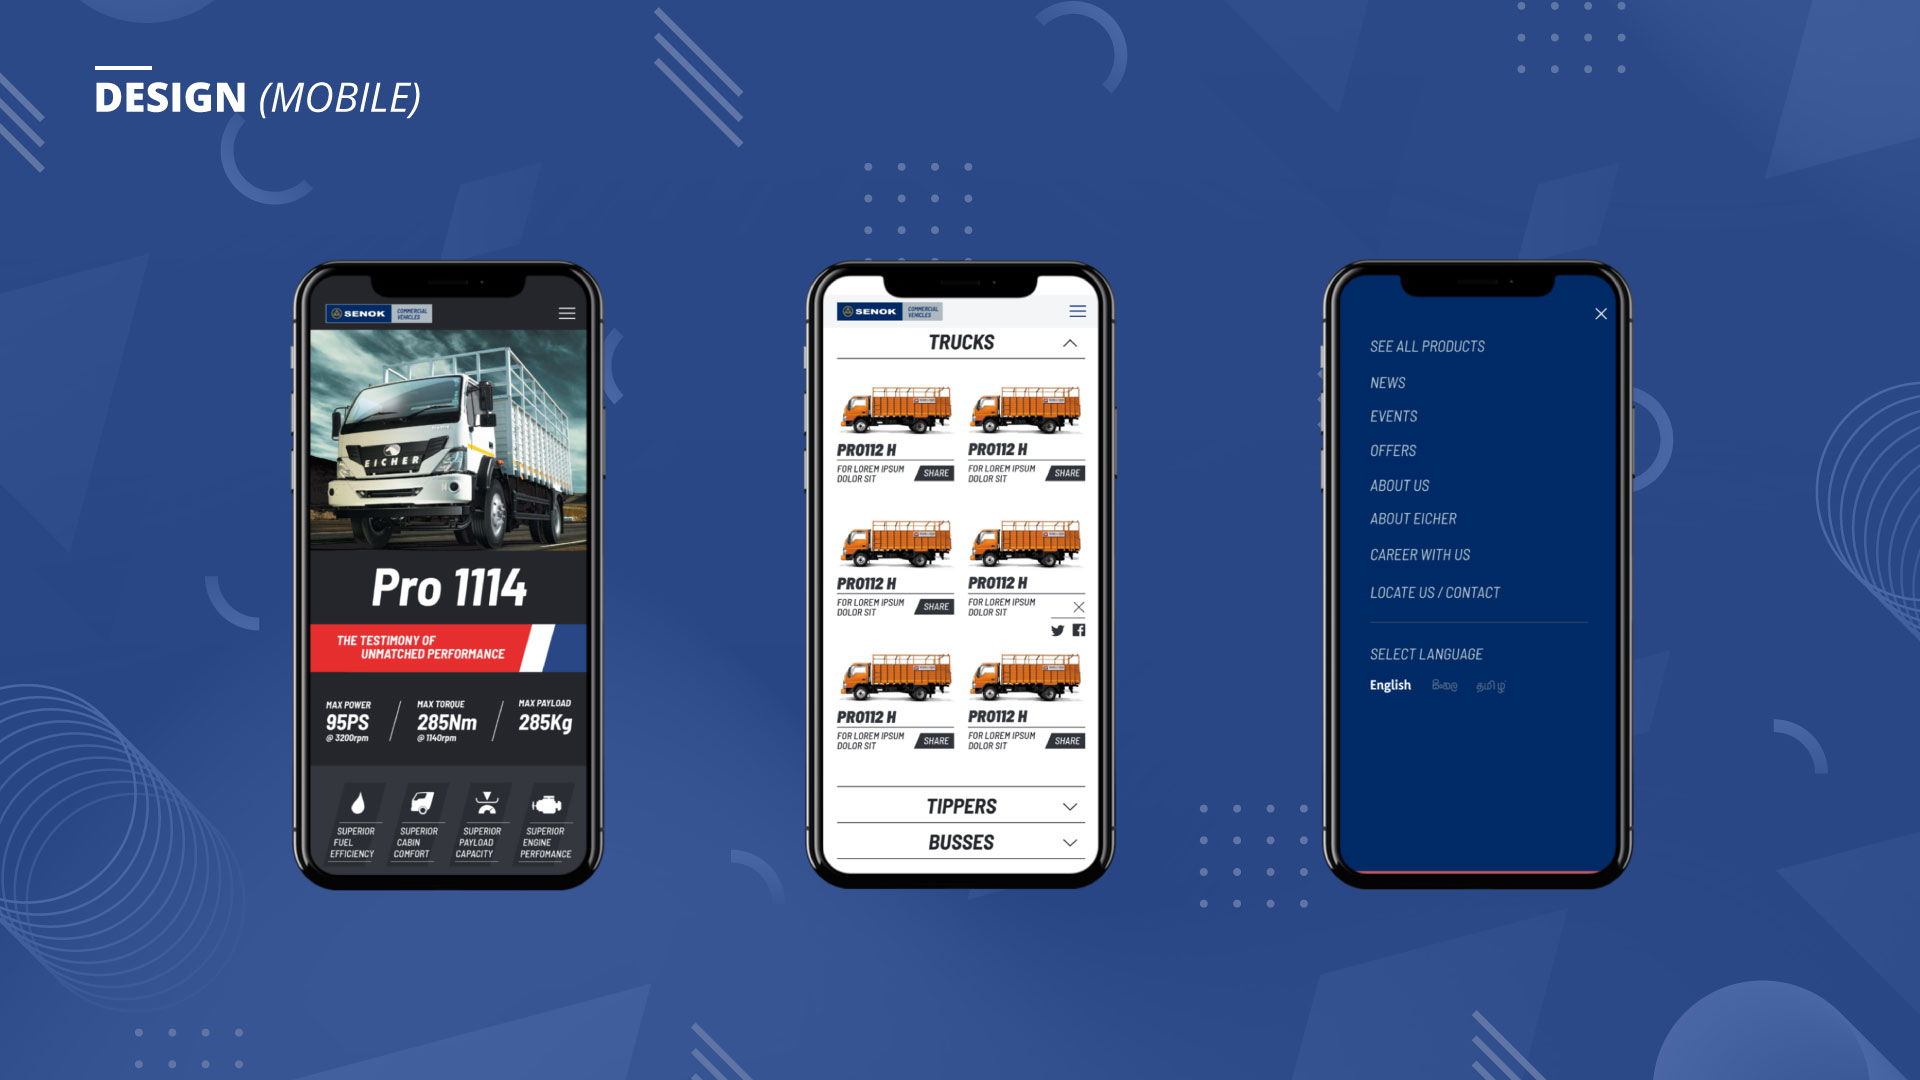 DESIGN (MOBILE)
SENOK COMMERCIAL VEHICLES
EICHER
Pro 1114
THE TESTIMONY OF
UNMATCHED PERFORMANCE
MAX POWER
95PS
@ 3200rpm
MAX TORQUE
285Nm
@ 1140rpm
MAX PAYLOAD
285Kg
SUPERIOR
FUEL
EFFICIENCY
SUPERIOR
CABIN
COMFORT
SUPERIOR
PAYLOAD
CAPACITY
SUPERIOR
ENGINE
PERFOMANCE
SENOK COMMERCIAL VEHICLES
TRUCKS
PRO112 H
FOR LOREM IPSUM
DOLOR SIT
SHARE
PRO112 H
FOR LOREM IPSUM
DOLOR SIT
SHARE
PRO112 H
FOR LOREM IPSUM
DOLOR SIT
SHARE
PRO112 H
FOR LOREM IPSUM
DOLOR SIT
PRO112 H
FOR LOREM IPSUM
DOLOR SIT
SHARE
PRO112 H
FOR LOREM IPSUM
DOLOR SIT
SHARE
TIPPERS
BUSSES
SEE ALL PRODUCTS
NEWS
EVENTS
OFFERS
ABOUT US
ABOUT EICHER
CAREER WITH US
LOCATE US / CONTACT
SELECT LANGUAGE
English සිංහල தமிழ்